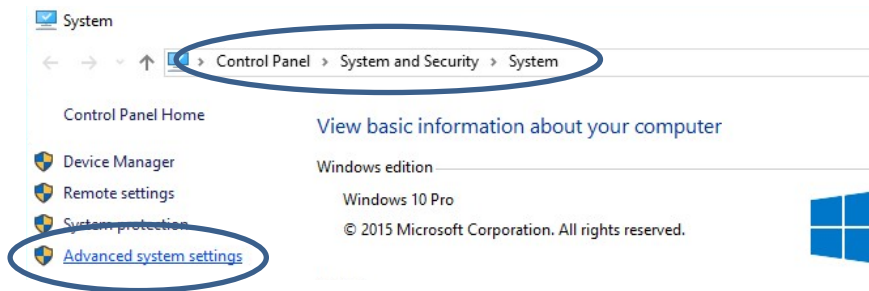 System
Control Panel > System and Security > System
Control Panel Home
View basic information about your computer
Device Manager
Windows edition
Remote settings
Windows 10 Pro
System protection
© 2015 Microsoft Corporation. All rights reserved.
Advanced system settings